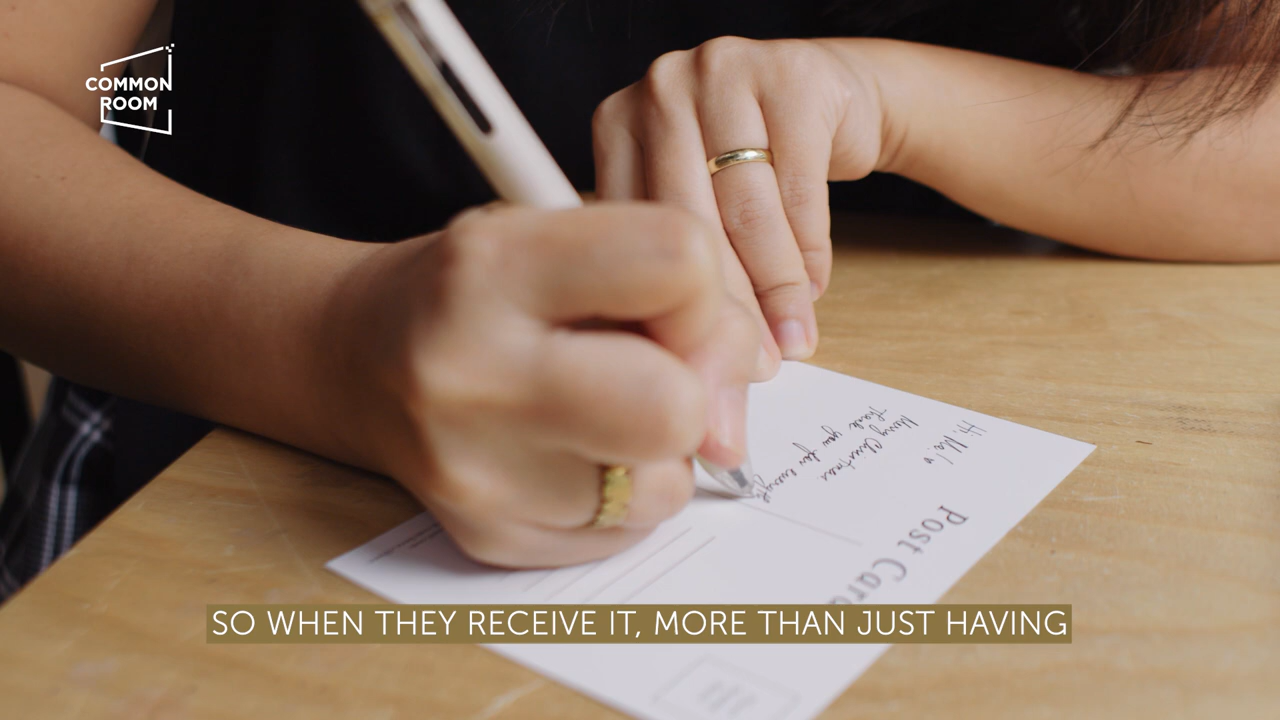 COMMON
ROOM
Hi Ma!
Merry Christmas
Thank you for
Post Card
SO WHEN THEY RECEIVE IT, MORE THAN JUST HAVING